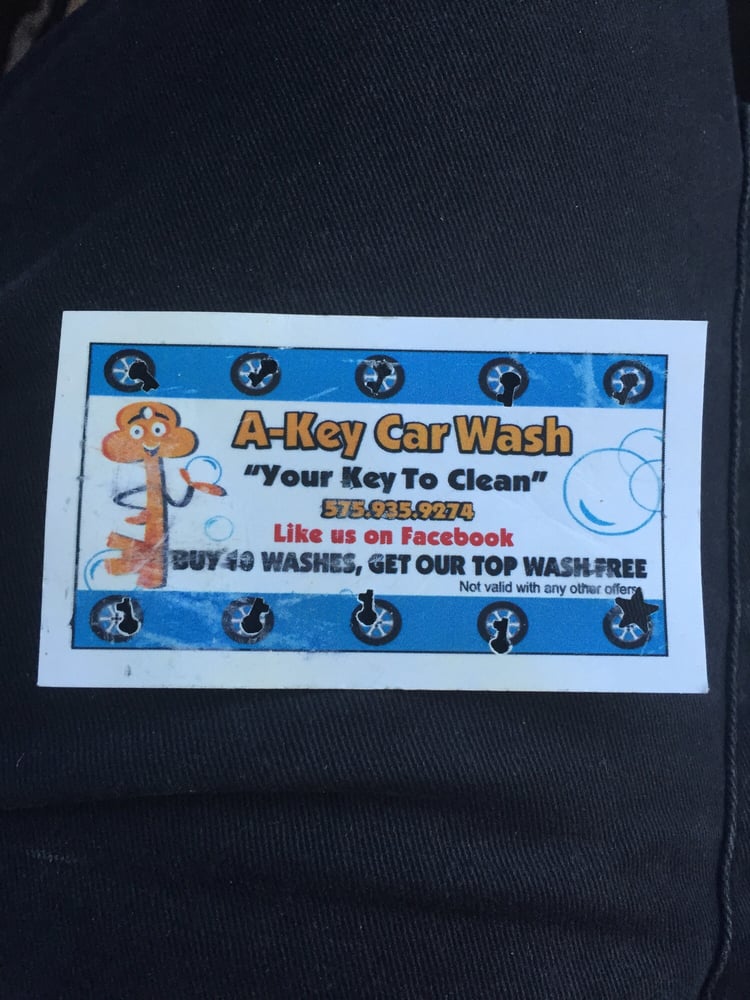 A-Key Car Wash
"Your Key To Clean"
575.935.9274
Like us on Facebook
BUY 10 WASHES, GET OUR TOP WASH FREE
Not valid with any other offers.